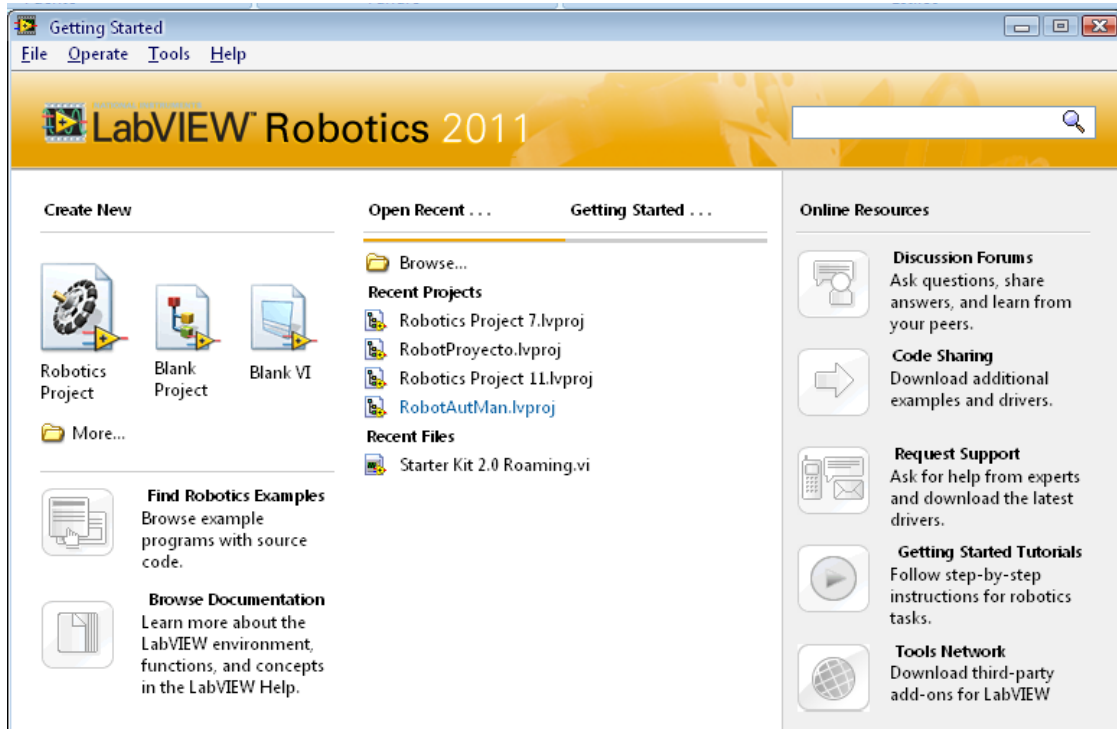 Getting Started
File Operate Tools Help
LabVIEW™ Robotics 2011
Create New
Robotics
Project
Blank
Project
Blank VI
More...
Find Robotics Examples
Browse example
programs with source
code.
Browse Documentation
Learn more about the
LabVIEW environment,
functions, and concepts
in the LabVIEW Help.
Open Recent . . .
Getting Started . . .
Browse...
Recent Projects
Robotics Project 7.lvproj
RobotProyecto.lvproj
Robotics Project 11.lvproj
RobotAutMan.lvproj
Recent Files
Starter Kit 2.0 Roaming.vi
Online Resources
Discussion Forums
Ask questions, share
answers, and learn from
your peers.
Code Sharing
Download additional
examples and drivers.
Request Support
Ask for help from experts
and download the latest
drivers.
Getting Started Tutorials
Follow step-by-step
instructions for robotics
tasks.
Tools Network
Download third-party
add-ons for LabVIEW